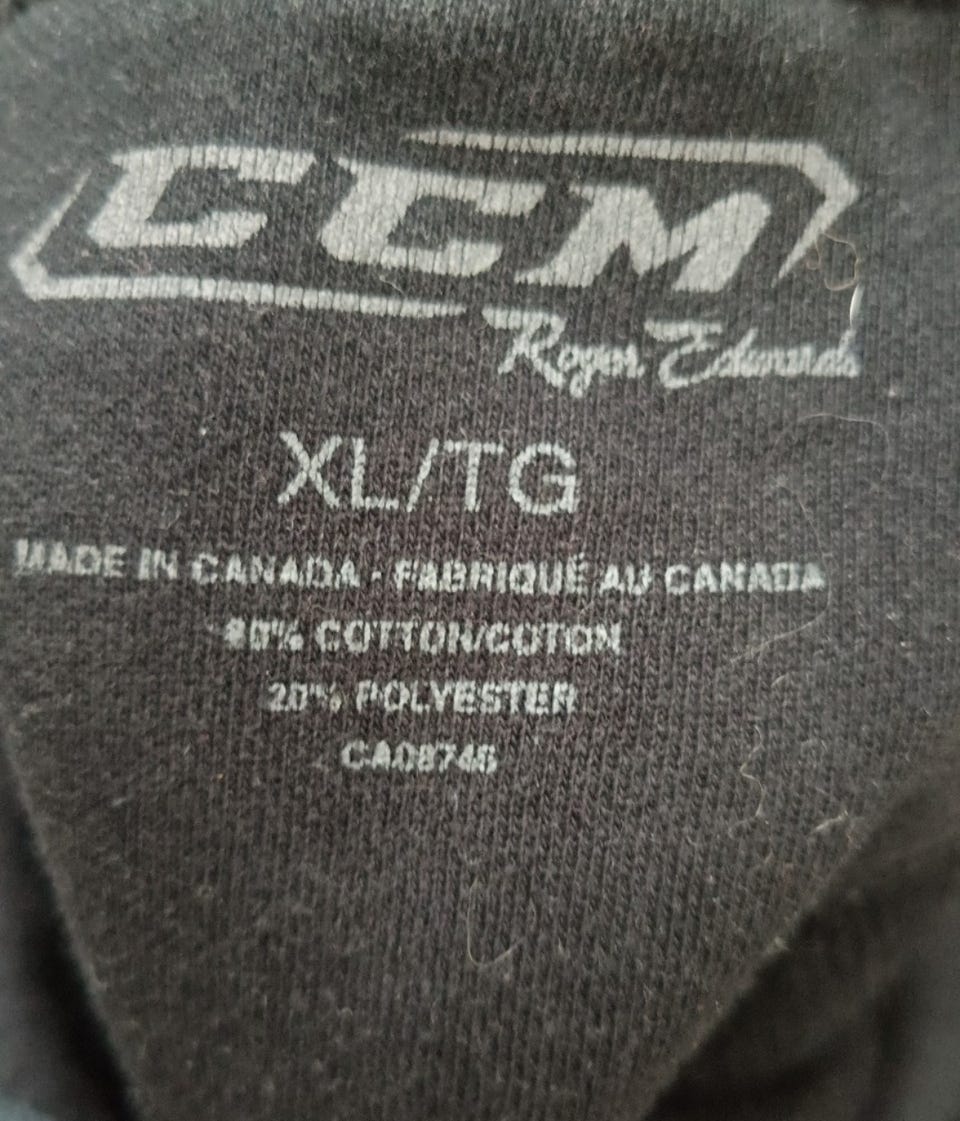 CCM
Roger Edwards
XL/TG
MADE IN CANADA · FABRIQUÉ AU CANADA
80% COTTON/COTON
20% POLYESTER
CA08746